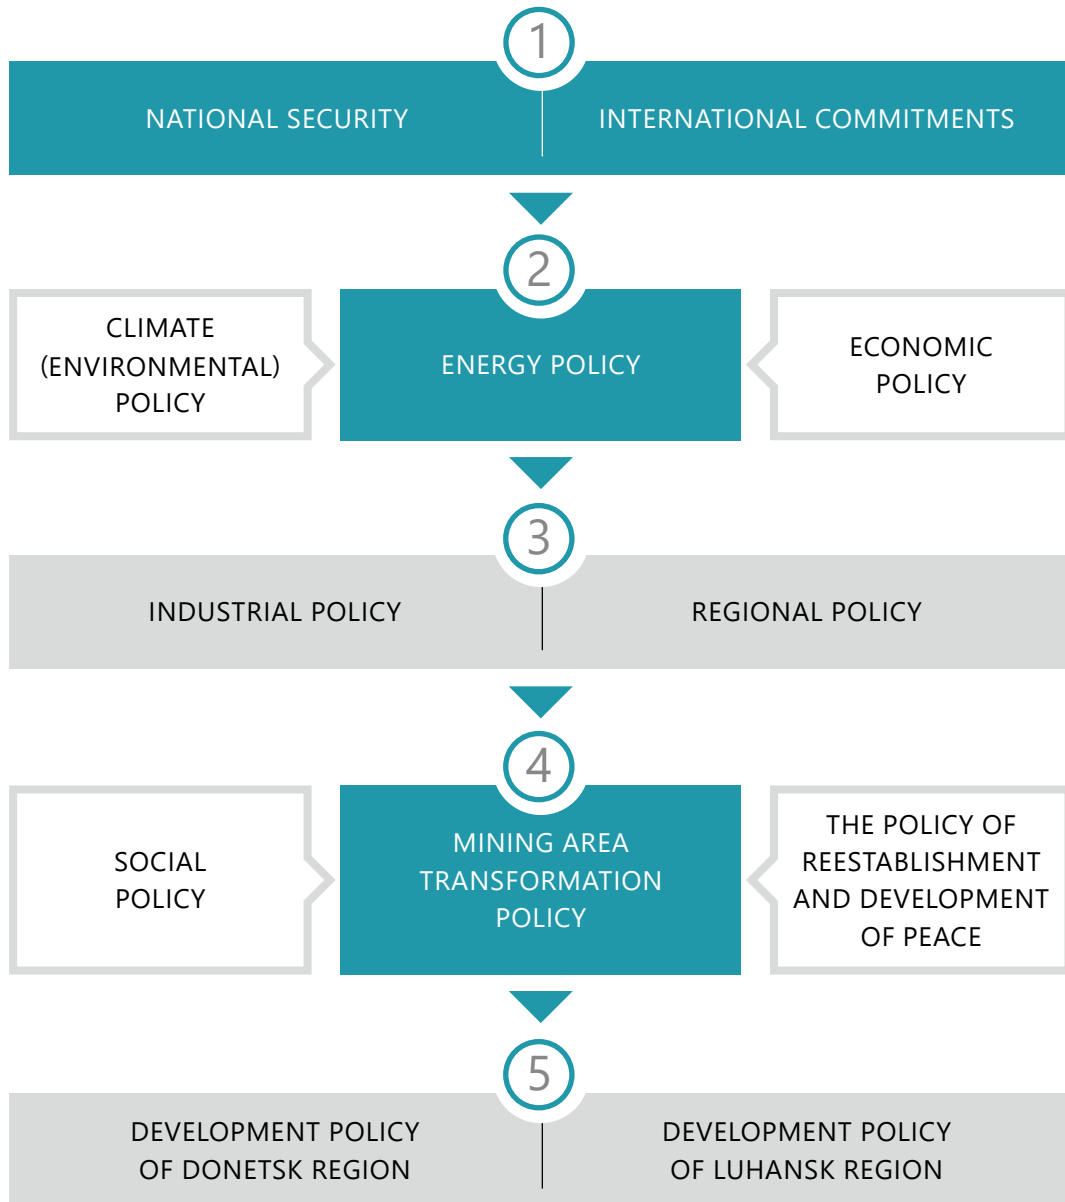 1
NATIONAL SECURITY
INTERNATIONAL COMMITMENTS
2
CLIMATE
(ENVIRONMENTAL)
POLICY
ENERGY POLICY
ECONOMIC
POLICY
3
INDUSTRIAL POLICY
REGIONAL POLICY
4
SOCIAL
POLICY
MINING AREA
TRANSFORMATION
POLICY
THE POLICY OF
REESTABLISHMENT
AND DEVELOPMENT
OF PEACE
5
DEVELOPMENT POLICY
OF DONETSK REGION
DEVELOPMENT POLICY
OF LUHANSK REGION